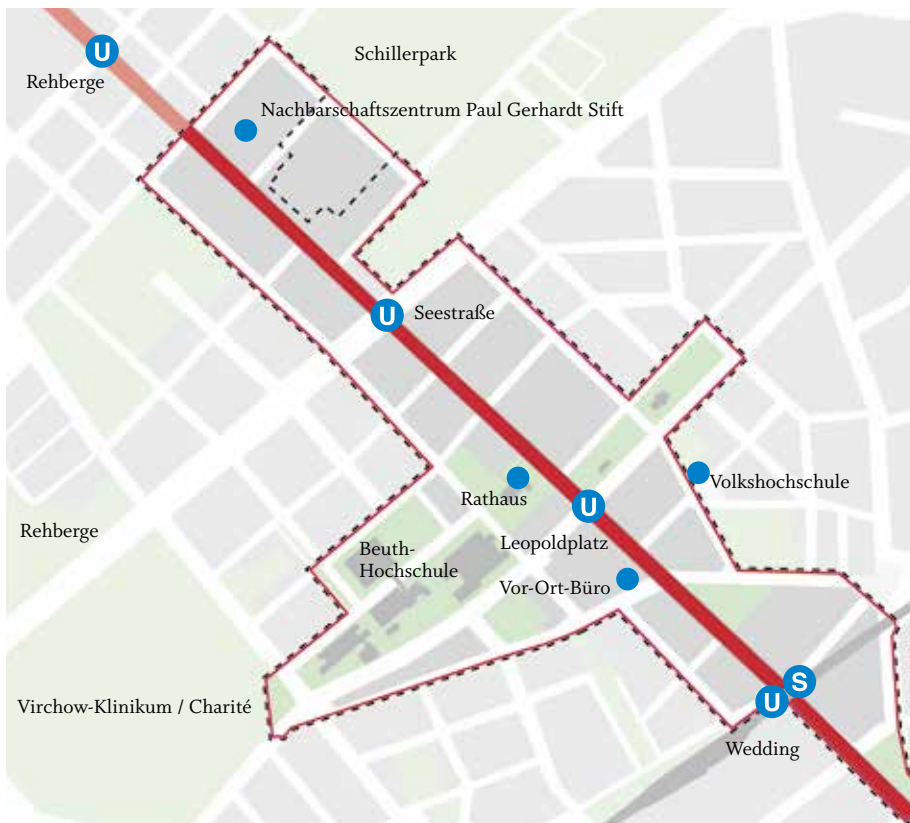 U
Schillerpark
Rehberge
Nachbarschaftszentrum Paul Gerhardt Stift
U
Seestraße
Volkshochschule
Rathaus
U
Rehberge
Leopoldplatz
Beuth-
Hochschule
Vor-Ort-Büro
S
U
Virchow-Klinikum / Charité
Wedding